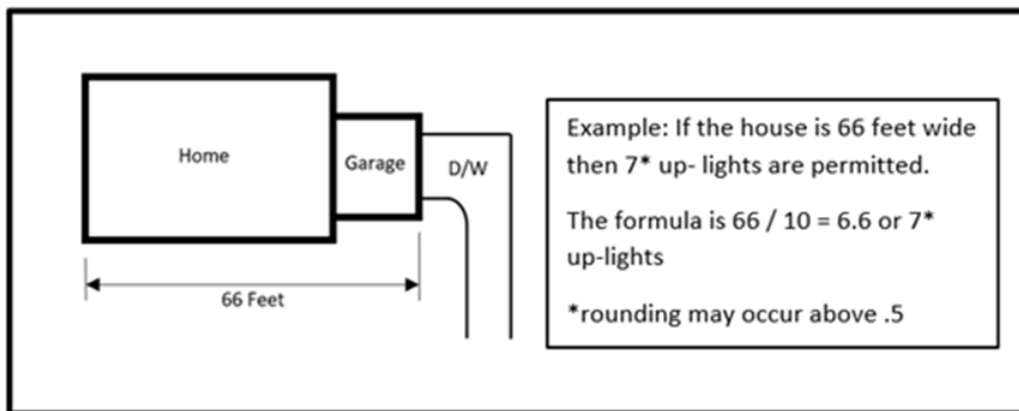 Home
Garage
D/W
66 Feet
Example: If the house is 66 feet wide
then 7* up- lights are permitted.
The formula is 66 / 10 = 6.6 or 7*
up-lights
*rounding may occur above .5